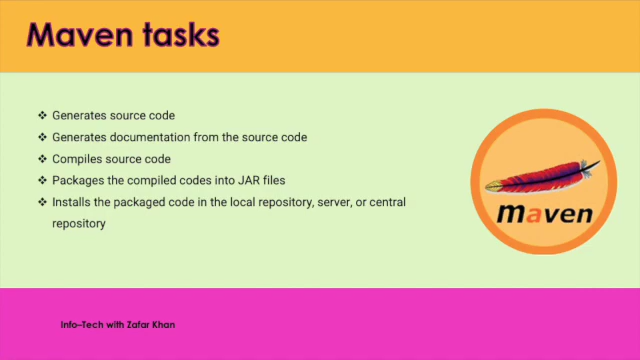 Maven tasks
❖ Generates source code
❖ Generates documentation from the source code
❖ Compiles source code
❖ Packages the compiled codes into JAR files
❖ Installs the packaged code in the local repository, server, or central
repository
maven
Info–Tech with Zafar Khan